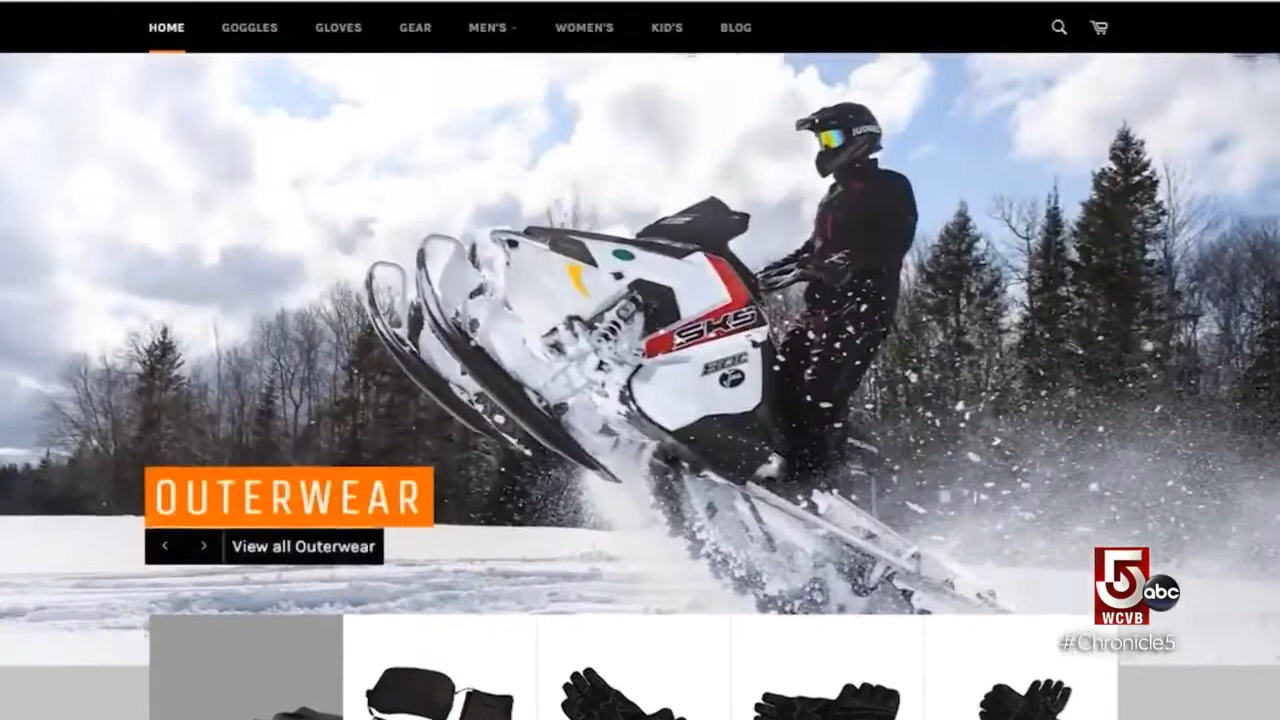 HOME GOGGLES GLOVES GEAR MEN'S WOMEN'S KID'S BLOG
SKS
OUTERWEAR
View all Outerwear
5
abc
WCVB
#Chronicle5